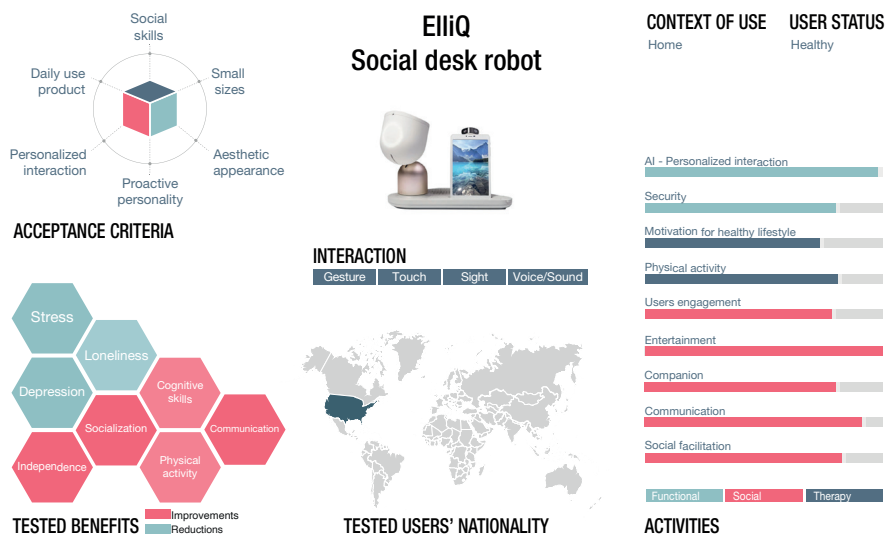 Social
skills
Daily use
product
Small
sizes
Personalized
interaction
Aesthetic
appearance
Proactive
personality
ACCEPTANCE CRITERIA
ElliQ
Social desk robot
CONTEXT OF USE
Home
USER STATUS
Healthy
INTERACTION
Gesture
Touch
Sight
Voice/Sound
AI - Personalized interaction
Security
Motivation for healthy lifestyle
Physical activity
Users engagement
Entertainment
Companion
Communication
Social facilitation
Functional
Social
Therapy
ACTIVITIES
Stress
Loneliness
Depression
Cognitive
skills
Socialization
Communication
Independence
Physical
activity
TESTED BENEFITS
Improvements
Reductions
TESTED USERS' NATIONALITY